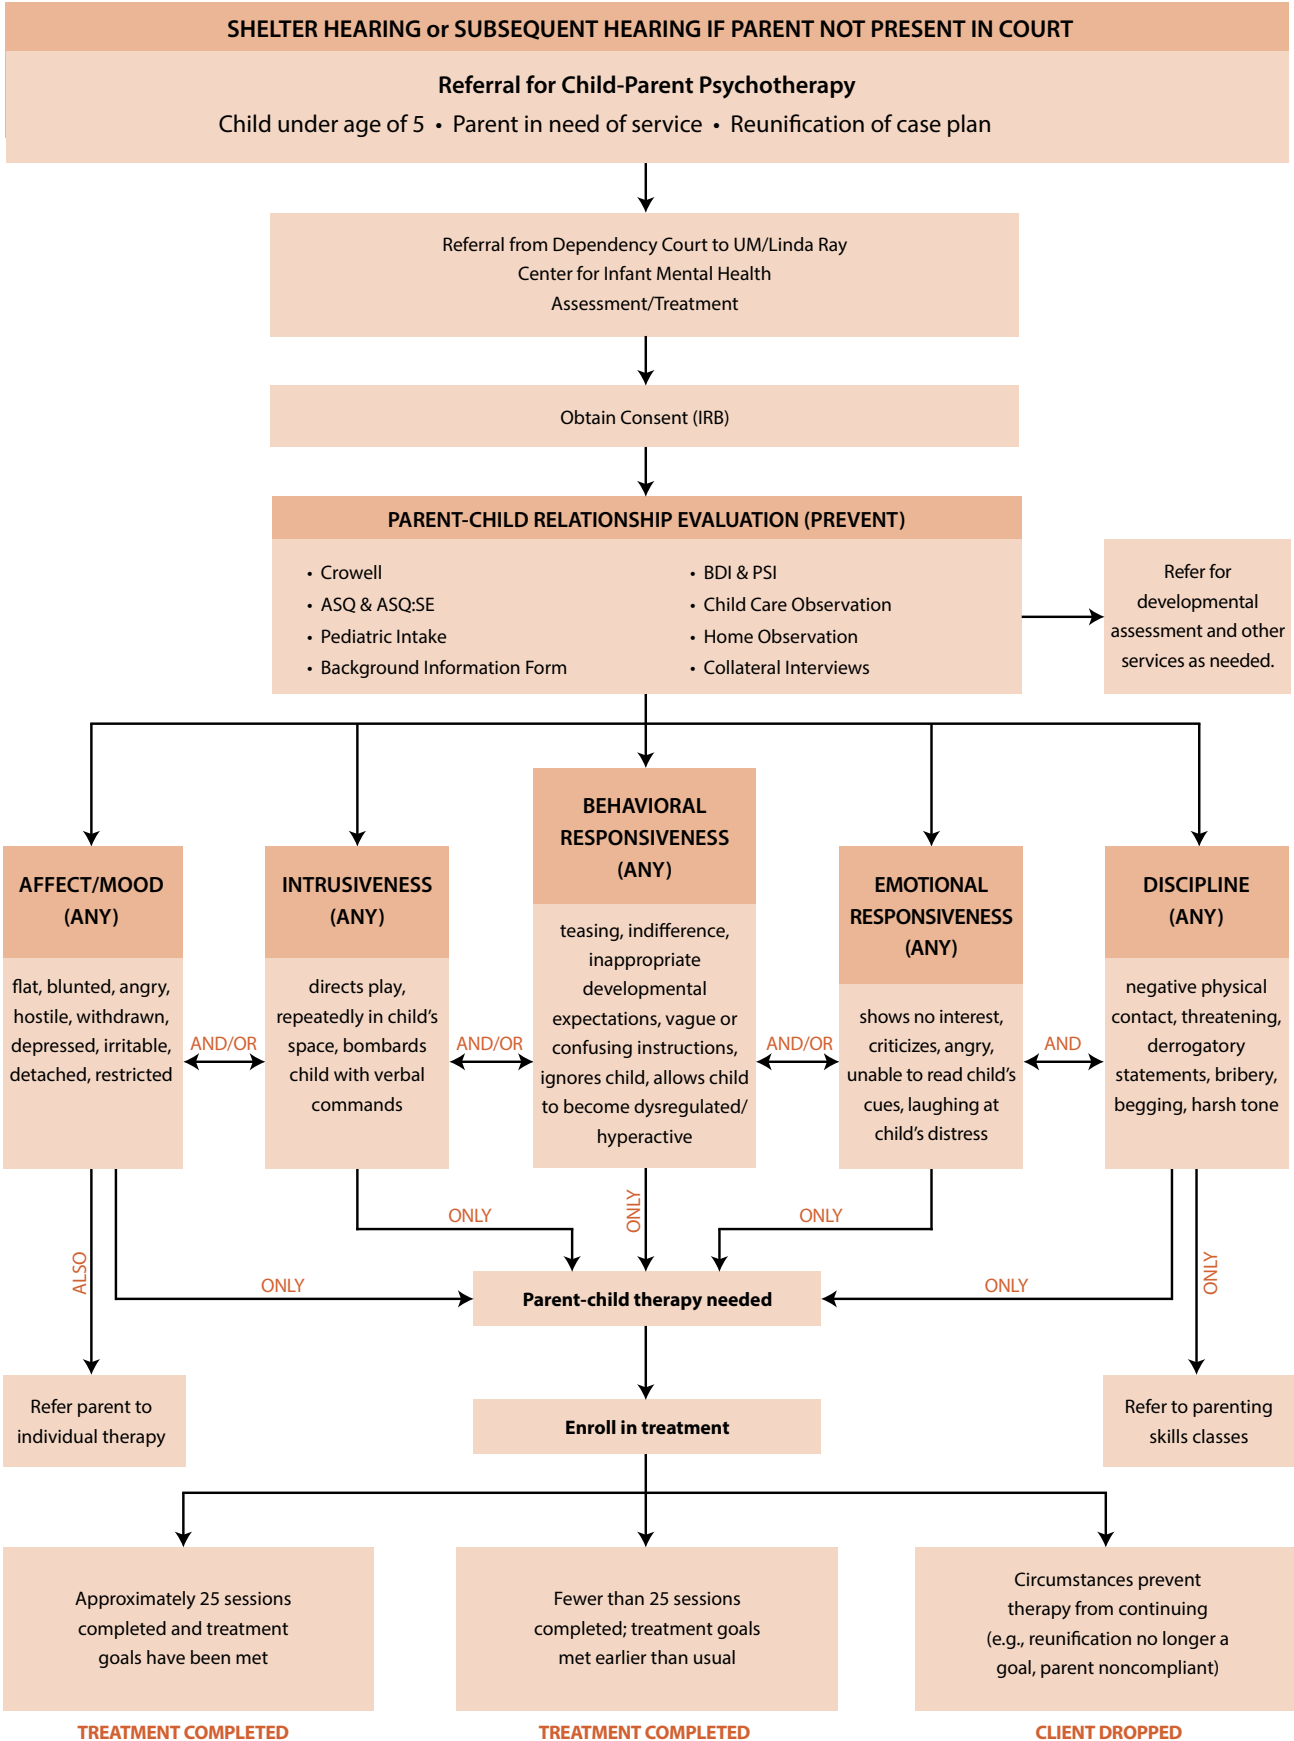 SHELTER HEARING or SUBSEQUENT HEARING IF PARENT NOT PRESENT IN COURT
Referral for Child-Parent Psychotherapy
Child under age of 5 • Parent in need of service • Reunification of case plan
Referral from Dependency Court to UM/Linda Ray
Center for Infant Mental Health
Assessment/Treatment
Obtain Consent (IRB)
PARENT-CHILD RELATIONSHIP EVALUATION (PREVENT)
• Crowell
• ASQ & ASQ:SE
• Pediatric Intake
• Background Information Form
• BDI & PSI
• Child Care Observation
• Home Observation
• Collateral Interviews
Refer for
developmental
assessment and other
services as needed.
AFFECT/MOOD
(ANY)
flat, blunted, angry,
hostile, withdrawn,
depressed, irritable,
detached, restricted
AND/OR
INTRUSIVENESS
(ANY)
directs play,
repeatedly in child's
space, bombards
child with verbal
commands
AND/OR
BEHAVIORAL
RESPONSIVENESS
(ANY)
teasing, indifference,
inappropriate
developmental
expectations, vague or
confusing instructions,
ignores child, allows child
to become dysregulated/
hyperactive
AND/OR
EMOTIONAL
RESPONSIVENESS
(ANY)
shows no interest,
criticizes, angry,
unable to read child's
cues, laughing at
child's distress
AND
DISCIPLINE
(ANY)
negative physical
contact, threatening,
derrogatory
statements, bribery,
begging, harsh tone
ALSO
ONLY
ONLY
ONLY
ONLY
ONLY
ONLY
Parent-child therapy needed
Refer parent to
individual therapy
Enroll in treatment
Refer to parenting
skills classes
Approximately 25 sessions
completed and treatment
goals have been met
TREATMENT COMPLETED
Fewer than 25 sessions
completed; treatment goals
met earlier than usual
TREATMENT COMPLETED
Circumstances prevent
therapy from continuing
(e.g., reunification no longer a
goal, parent noncompliant)
CLIENT DROPPED